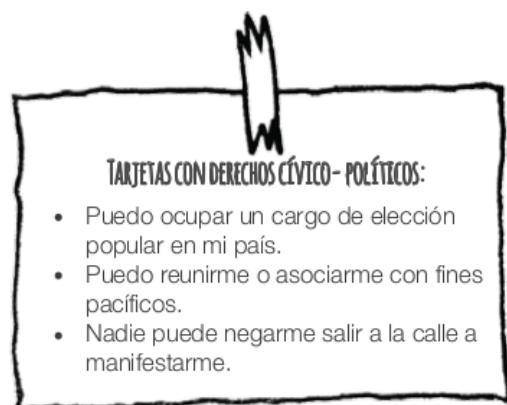 TARJETAS CON DERECHOS CÍVICO - POLÍTICOS:
• Puedo ocupar un cargo de elección
popular en mi país.
• Puedo reunirme o asociarme con fines
pacíficos.
• Nadie puede negarme salir a la calle a
manifestarme.